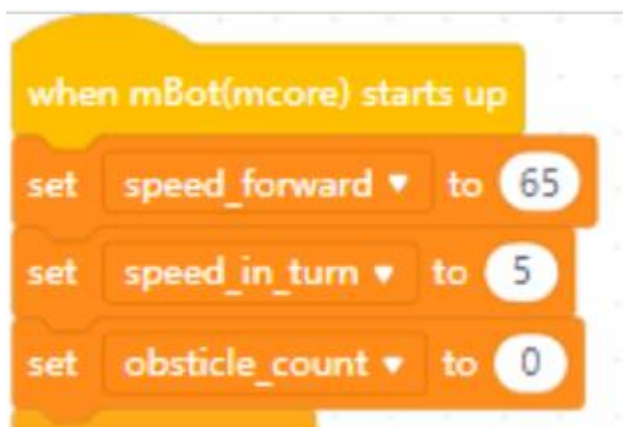 when mBot(mcore) starts up
set speed_forward to 65
set speed_in_turn to 5
set obsticle_count to 0